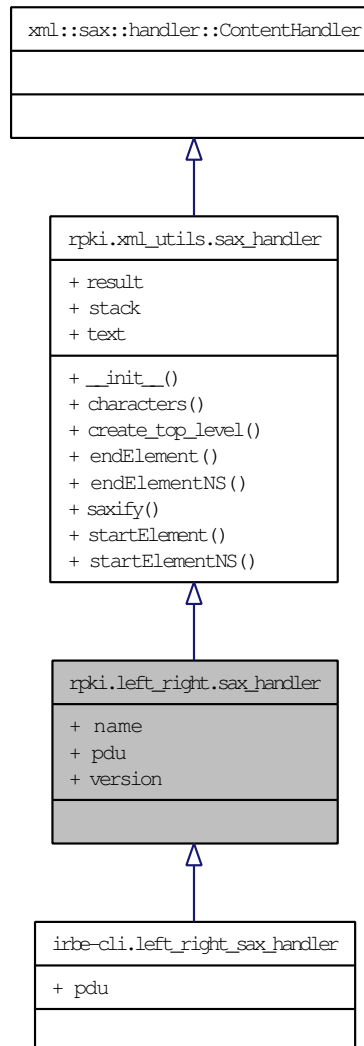 xml::sax::handler::ContentHandler
rpki.xml_utils.sax_handler
+ result
+ stack
+ text
+ __init__()
+ characters()
+ create_top_level()
+ endElement()
+ endElementNS()
+ saxify()
+ startElement()
+ startElementNS()
rpki.left_right.sax_handler
+ name
+ pdu
+ version
irbe-cli.left_right_sax_handler
+ pdu